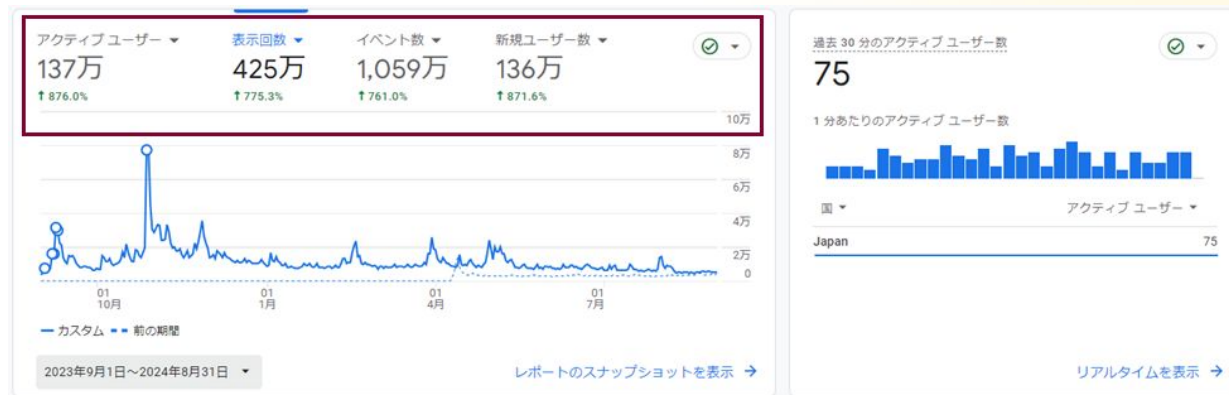 アクティブ ユーザー
137万
↑ 876.0%
表示回数
425万
↑ 775.3%
イベント数
1,059万
↑ 761.0%
新規ユーザー数
136万
↑ 871.6%
10万
8万
6万
4万
2万
0
01
10月
01
1月
01
4月
01
7月
カスタム
前の期間
2023年9月1日～2024年8月31日
レポートのスナップショットを表示 →
過去 30 分のアクティブ ユーザー数
75
1 分あたりのアクティブ ユーザー数
国
アクティブ ユーザー
Japan
75
リアルタイムを表示 →